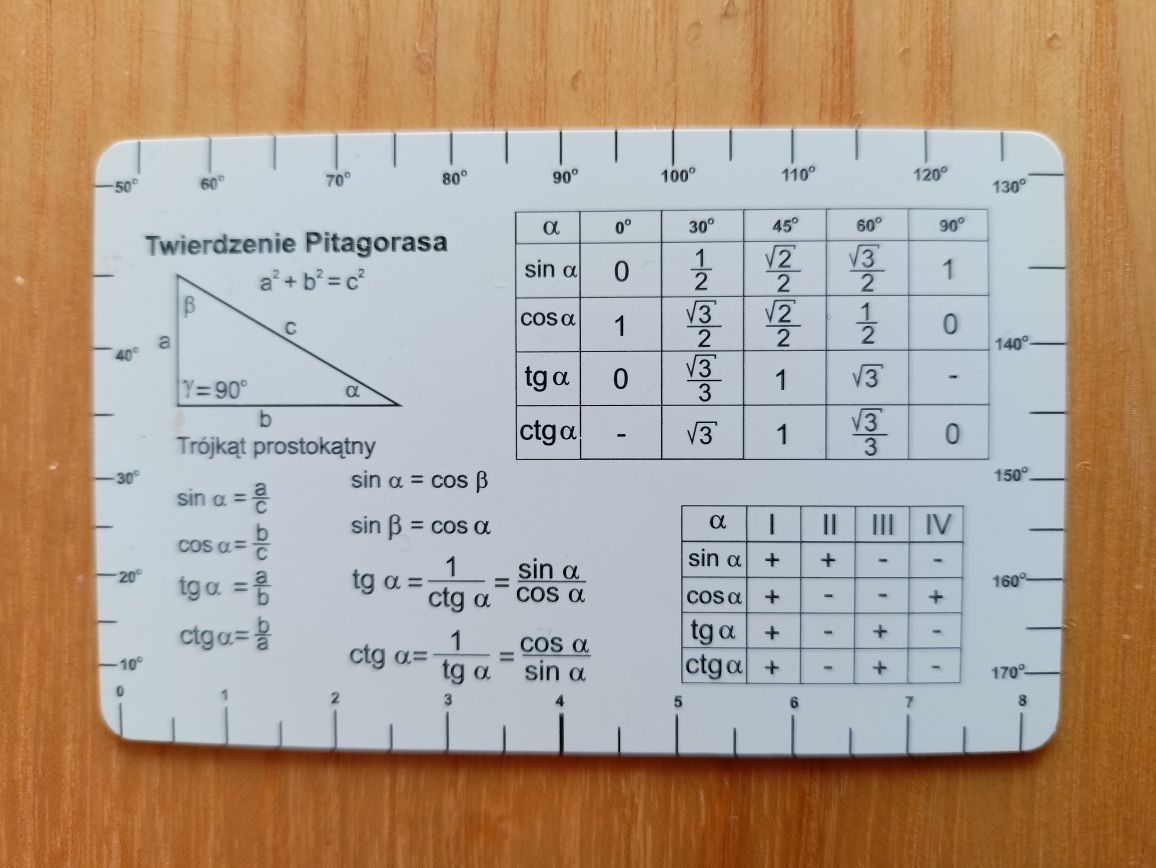 50° 60° 70° 80° 90° 100° 110° 120° 130°
Twierdzenie Pitagorasa
a² + b² = c²
β
c
a
γ = 90° α
b
Trójkąt prostokątny
sin α = a/c
cos α = b/c
tg α = a/b
ctg α = b/a
sin α = cos β
sin β = cos α
tg α = 1/ctg α = sin α/cos α
ctg α = 1/tg α = cos α/sin α
α 0° 30° 45° 60° 90°
sin α 0 1/2 √2/2 √3/2 1
cos α 1 √3/2 √2/2 1/2 0
tg α 0 √3/3 1 √3 -
ctg α - √3 1 √3/3 0
α I II III IV
sin α + + - -
cos α + - - +
tg α + - + -
ctg α + - + -
40°
30°
20°
10°
140°
150°
160°
170°
0 1 2 3 4 5 6 7 8